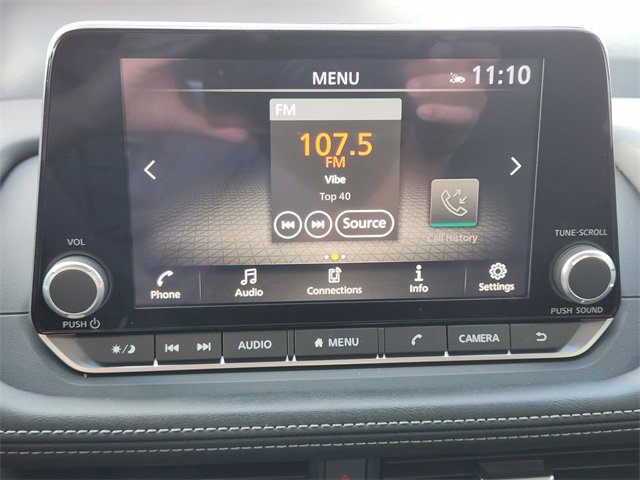 MENU
11:10
FM
107.5
FM
Vibe
Top 40
Source
Call History
Phone
Audio
Connections
Info
Settings
VOL
PUSH
TUNE·SCROLL
PUSH SOUND
AUDIO
MENU
CAMERA